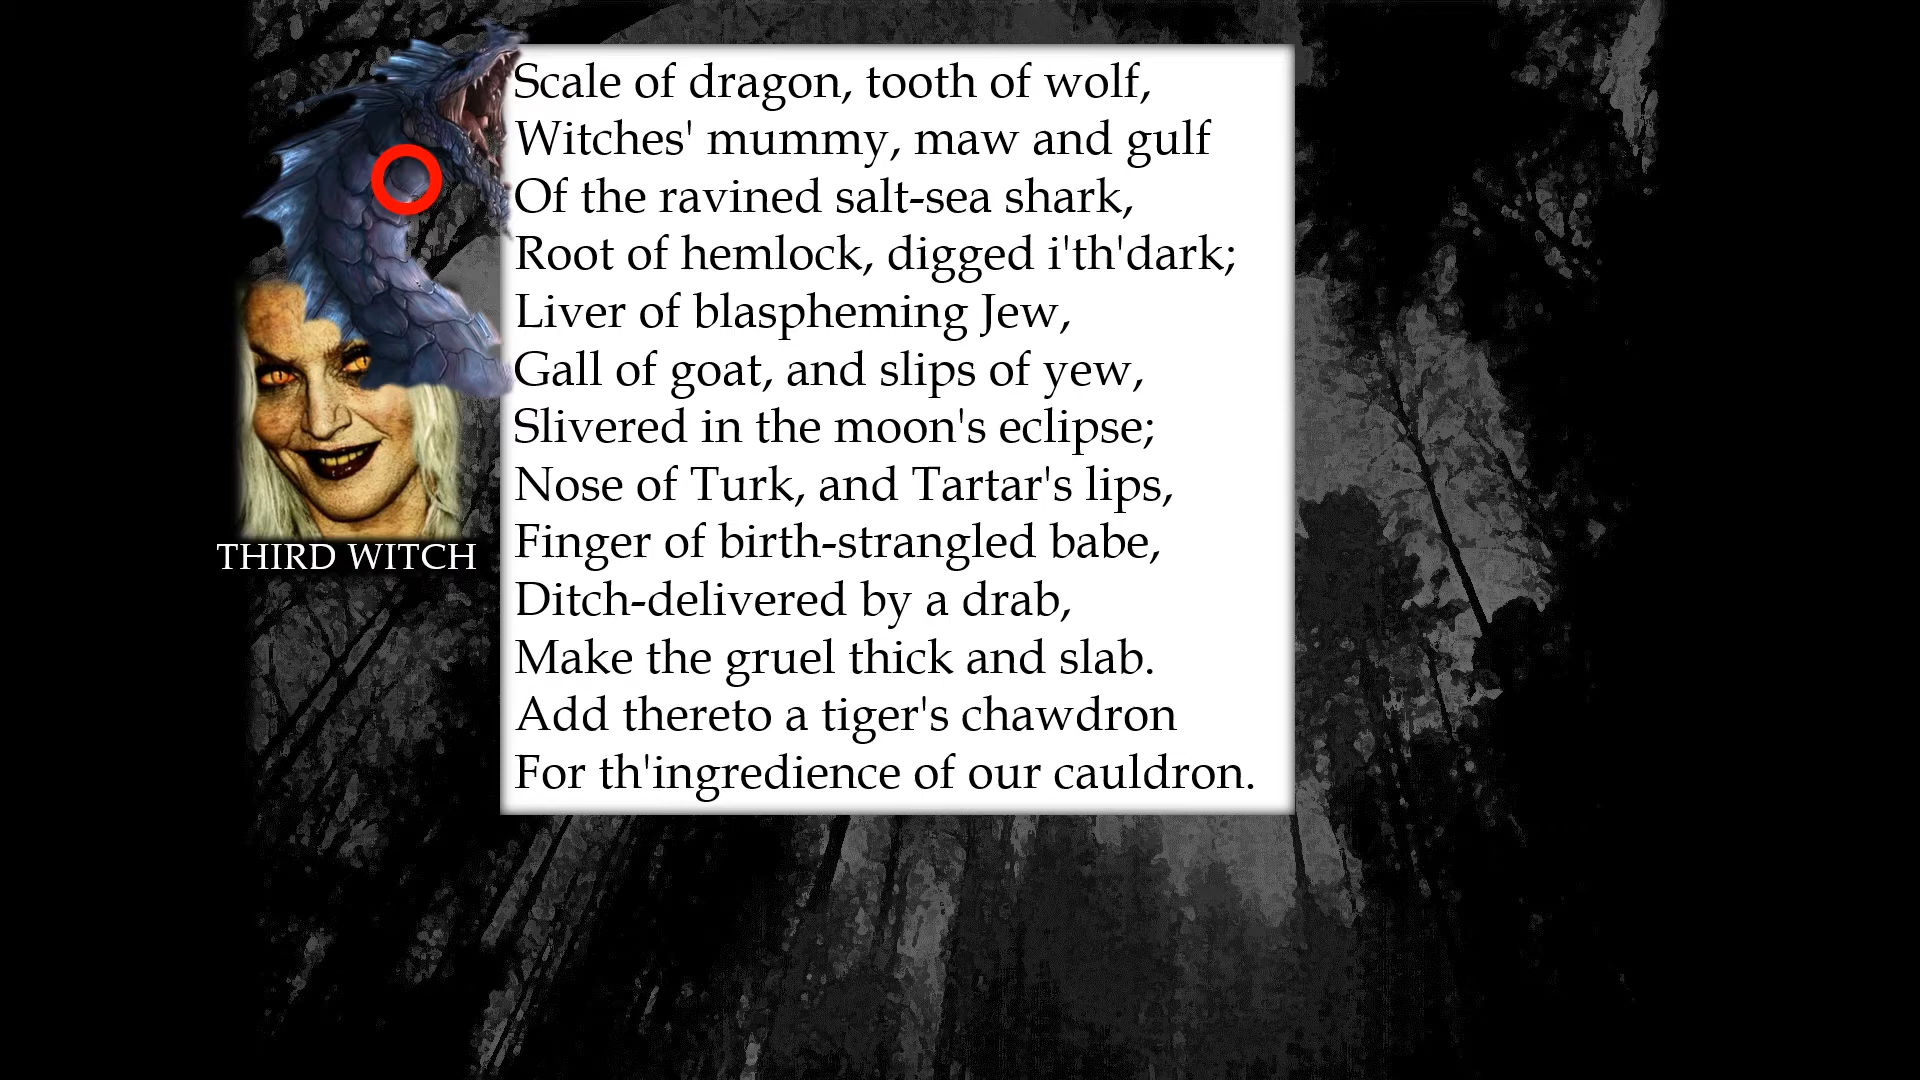 Scale of dragon, tooth of wolf,
Witches' mummy, maw and gulf
Of the ravined salt-sea shark,
Root of hemlock, digged i'th'dark;
Liver of blaspheming Jew,
Gall of goat, and slips of yew,
Slivered in the moon's eclipse;
Nose of Turk, and Tartar's lips,
Finger of birth-strangled babe,
Ditch-delivered by a drab,
Make the gruel thick and slab.
Add thereto a tiger's chawdron
For th'ingredience of our cauldron.
THIRD WITCH